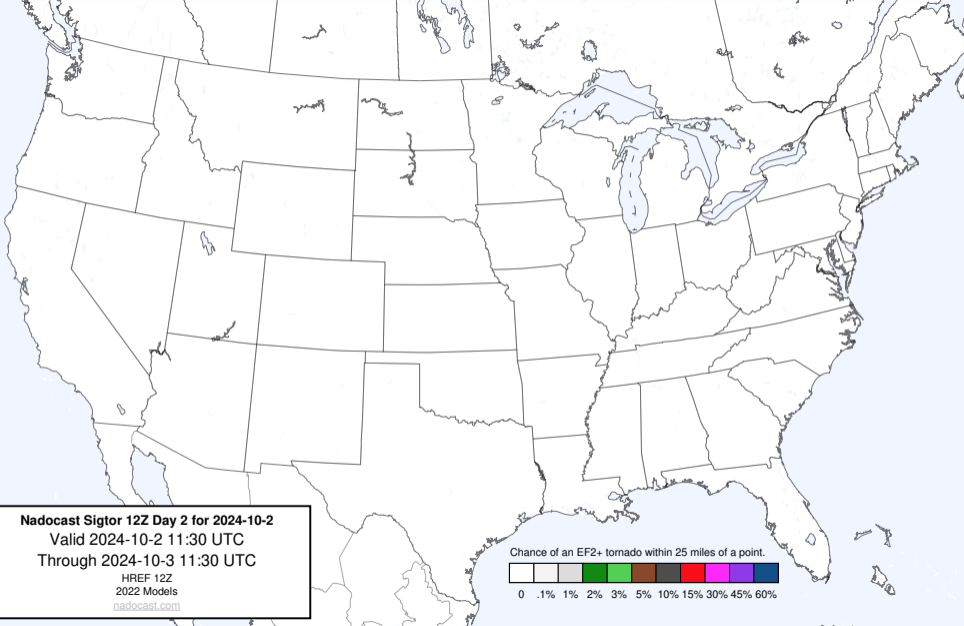 Nadocast Sigtor 12Z Day 2 for 2024-10-2
Valid 2024-10-2 11:30 UTC
Through 2024-10-3 11:30 UTC
HREF 12Z
2022 Models
nadocast.com
Chance of an EF2+ tornado within 25 miles of a point.
0 .1% 1% 2% 3% 5% 10% 15% 30% 45% 60%